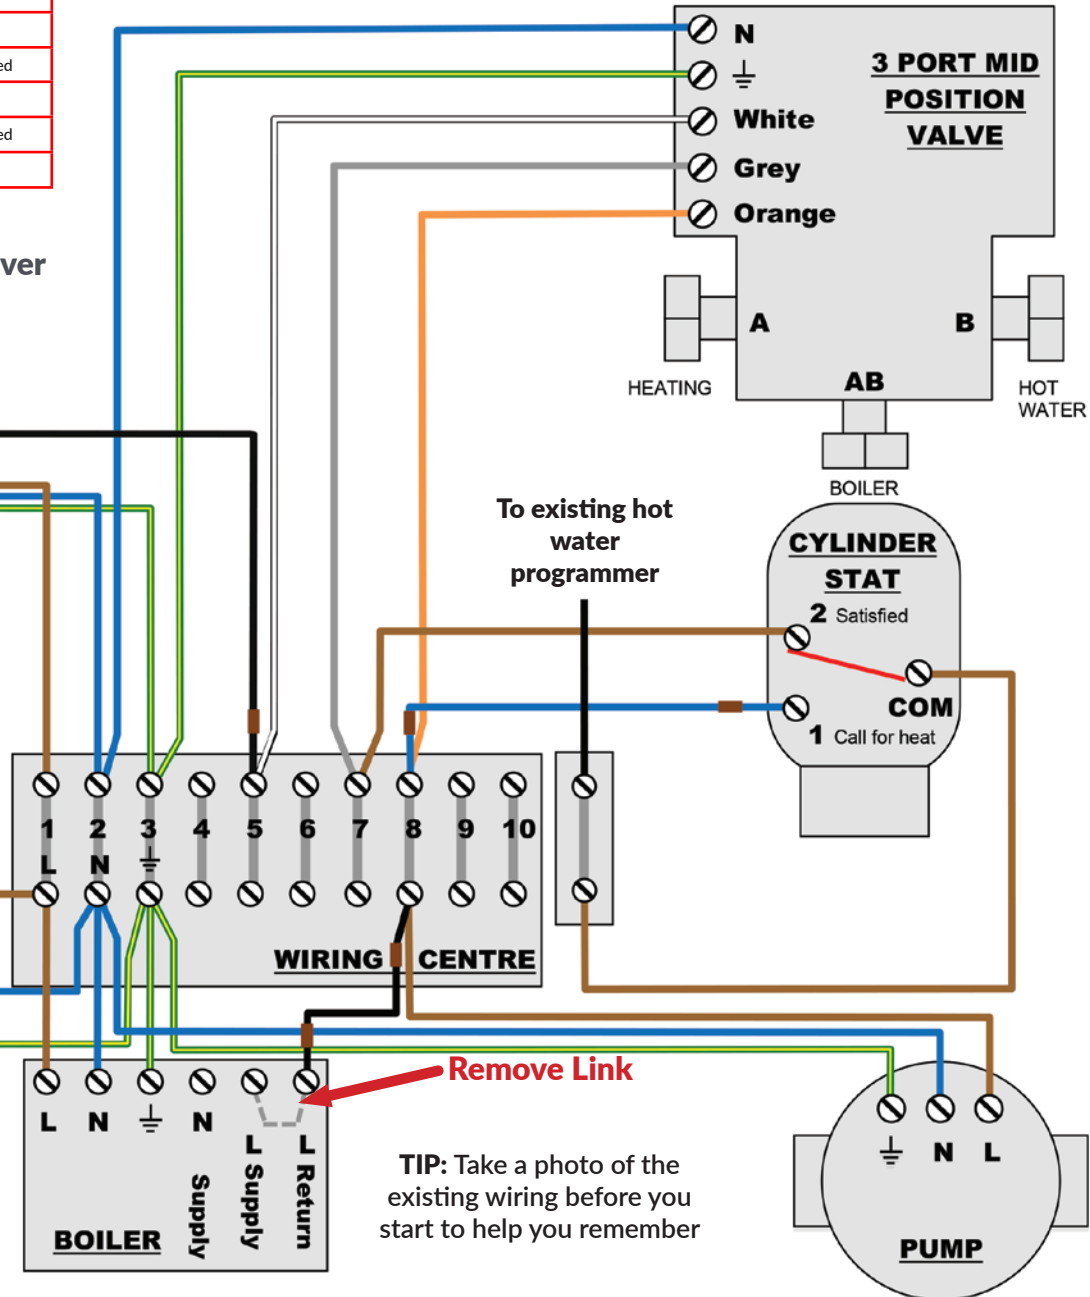 ed
ed
ver
N
White
Grey
Orange
3 PORT MID
POSITION
VALVE
A
B
AB
HEATING
HOT
WATER
BOILER
To existing hot
water
programmer
CYLINDER
STAT
2 Satisfied
COM
1 Call for heat
1 2 3 4 5 6 7 8 9 10
L N
WIRING CENTRE
Remove Link
L N N
L Supply
L Return
Supply
BOILER
TIP: Take a photo of the
existing wiring before you
start to help you remember
N L
PUMP